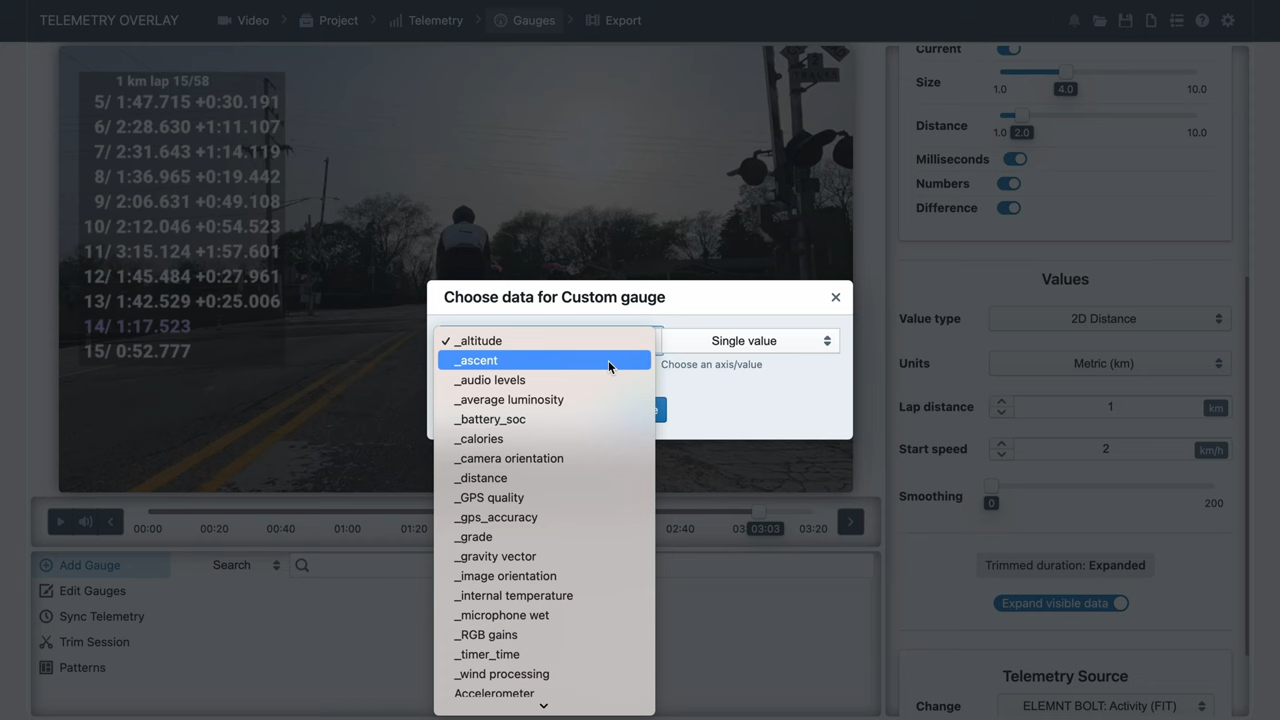 TELEMETRY OVERLAY
Video
Project
Telemetry
Gauges
Export
1 km lap 15/58
5/ 1:47.715 +0:30.191
6/ 2:28.630 +1:11.107
7/ 2:31.643 +1:14.119
8/ 1:36.965 +0:19.442
9/ 2:06.631 +0:49.108
10/ 2:12.046 +0:54.523
11/ 3:15.124 +1:57.601
12/ 1:45.484 +0:27.961
13/ 1:42.529 +0:25.006
14/ 1:17.523
15/ 0:52.777
Choose data for Custom gauge
✓ _altitude
_ascent
_audio levels
_average luminosity
_battery_soc
_calories
_camera orientation
_distance
_GPS quality
_gps_accuracy
_grade
_gravity vector
_image orientation
_internal temperature
_microphone wet
_RGB gains
_timer_time
_wind processing
Accelerometer
Single value
Choose an axis/value
00:00 00:20 00:40 01:00 01:20 02:40 03:03 03:20
Add Gauge
Search
Edit Gauges
Sync Telemetry
Trim Session
Patterns
Current
Size
1.0 4.0 10.0
Distance
1.0 2.0 10.0
Milliseconds
Numbers
Difference
Values
Value type 2D Distance
Units Metric (km)
Lap distance 1 km
Start speed 2 km/h
Smoothing 0 200
Trimmed duration: Expanded
Expand visible data
Telemetry Source
Change ELEMNT BOLT: Activity (FIT)